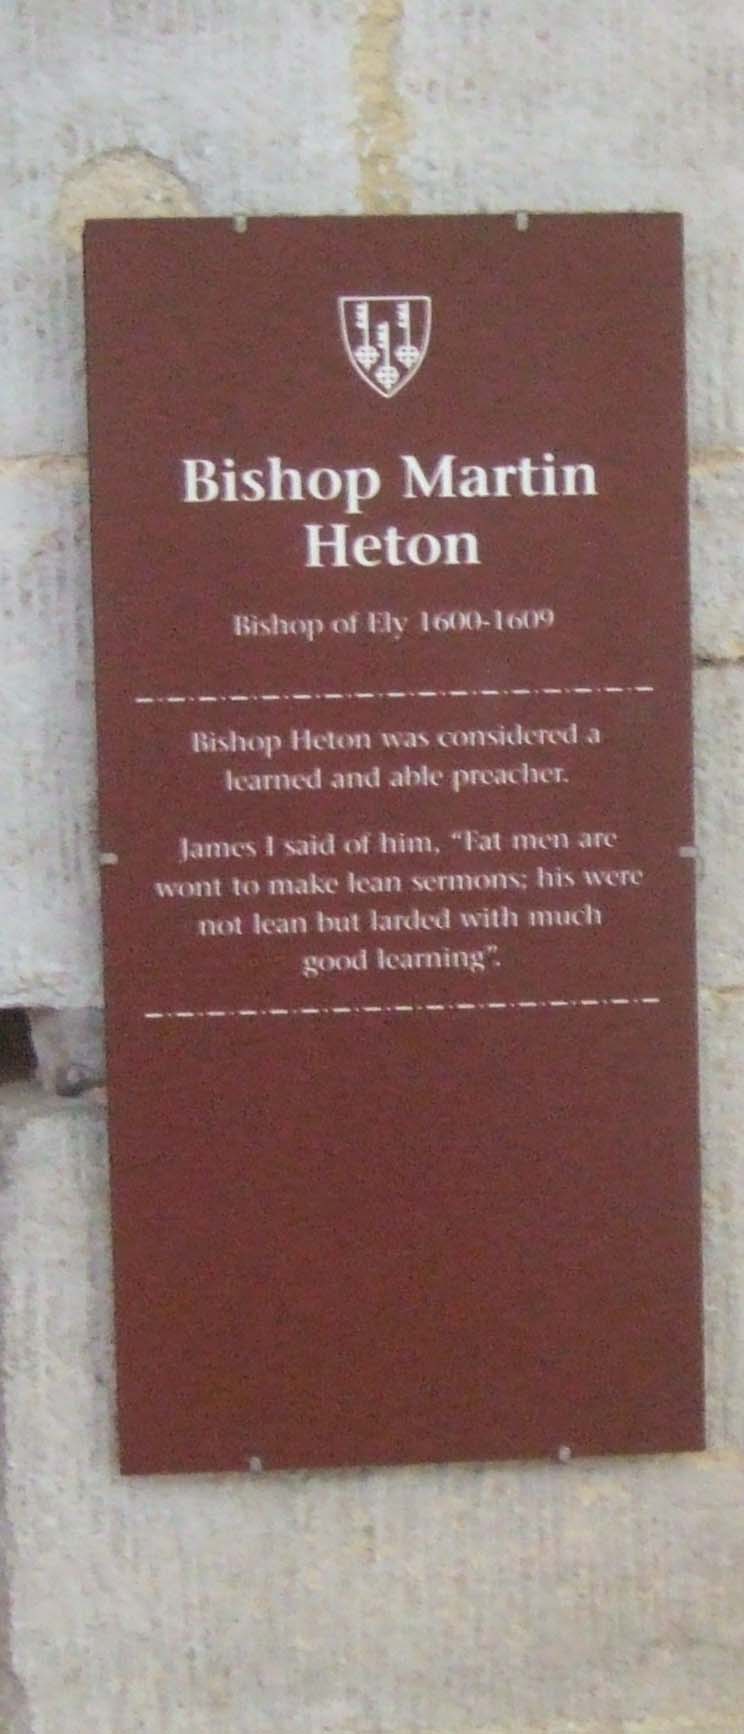 Bishop Martin
Heton
Bishop of Ely 1600-1609
Bishop Heton was considered a
learned and able preacher.
James I said of him, “Fat men are
wont to make lean sermons; his were
not lean but larded with much
good learning”.